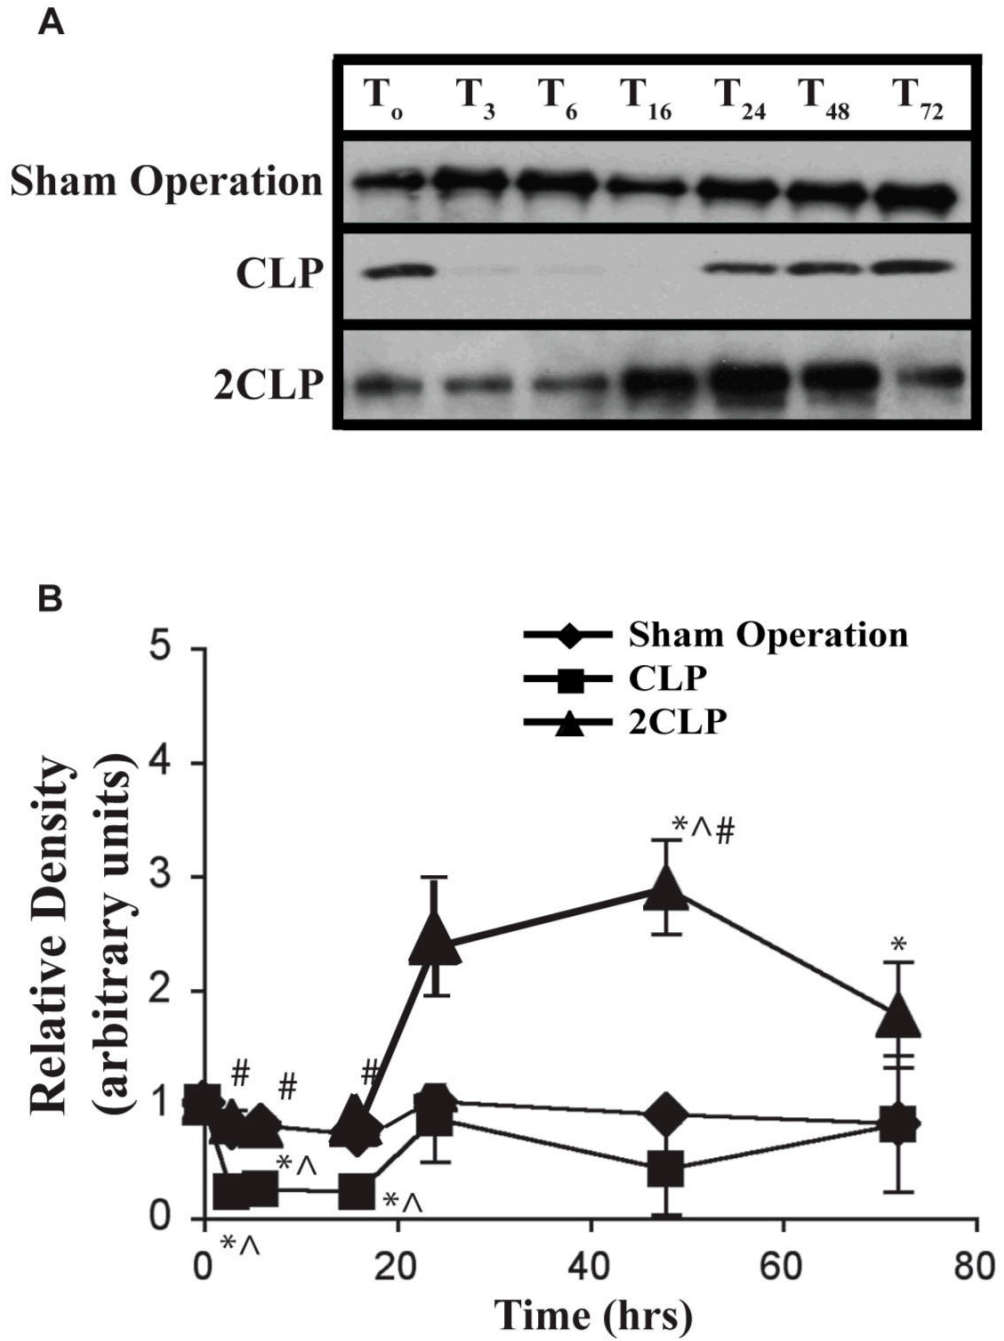 A
To T3 T6 T16 T24 T48 T72
Sham Operation
CLP
2CLP
B
Sham Operation
CLP
2CLP
Relative Density
(arbitrary units)
5
4
3
2
1
0
*^#
*
#
#
#
*^
*^
*^
0 20 40 60 80
Time (hrs)